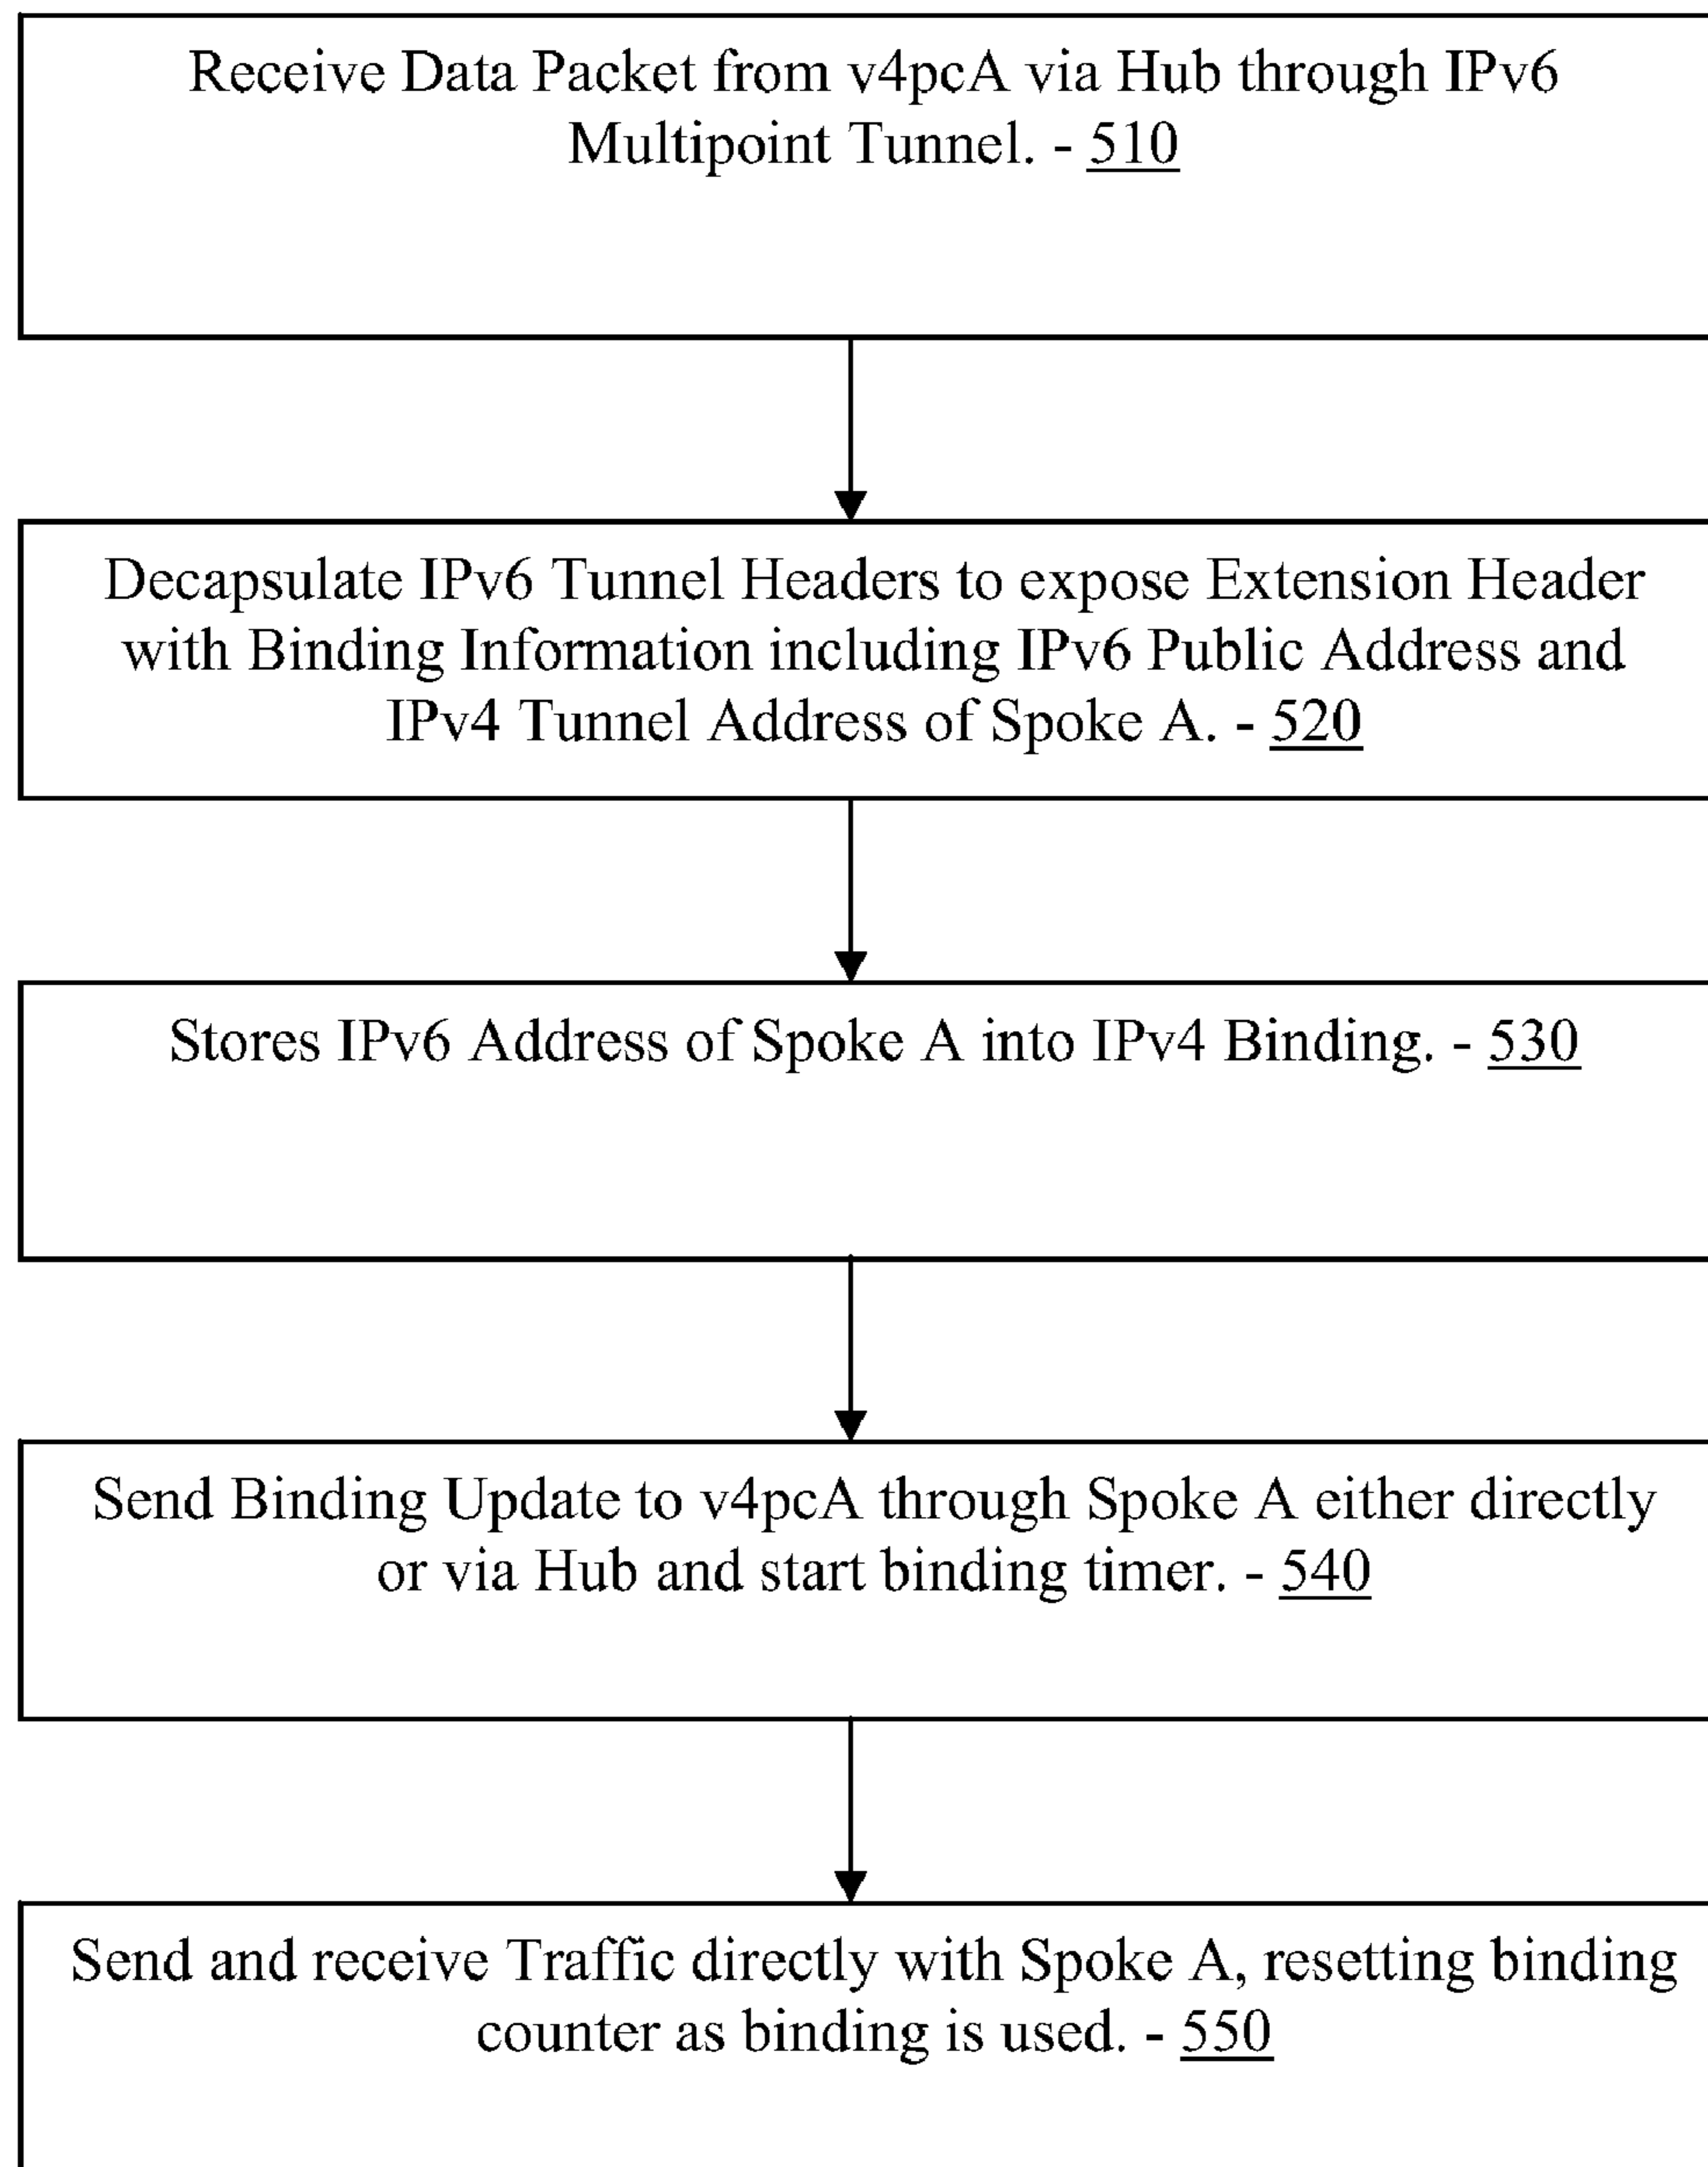 Receive Data Packet from v4pcA via Hub through IPv6
Multipoint Tunnel. - 510
Decapsulate IPv6 Tunnel Headers to expose Extension Header
with Binding Information including IPv6 Public Address and
IPv4 Tunnel Address of Spoke A. - 520
Stores IPv6 Address of Spoke A into IPv4 Binding. - 530
Send Binding Update to v4pcA through Spoke A either directly
or via Hub and start binding timer. - 540
Send and receive Traffic directly with Spoke A, resetting binding
counter as binding is used. - 550